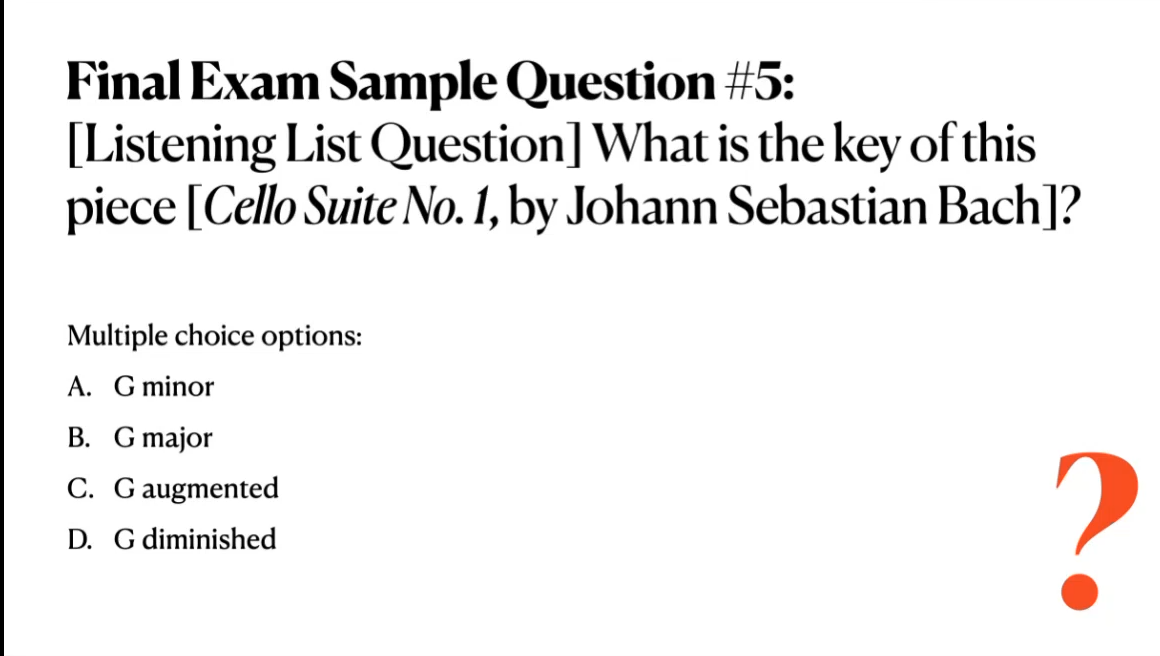 Final Exam Sample Question #5:
[Listening List Question] What is the key of this
piece [Cello Suite No. 1, by Johann Sebastian Bach]?
Multiple choice options:
A. G minor
B. G major
C. G augmented
D. G diminished
?